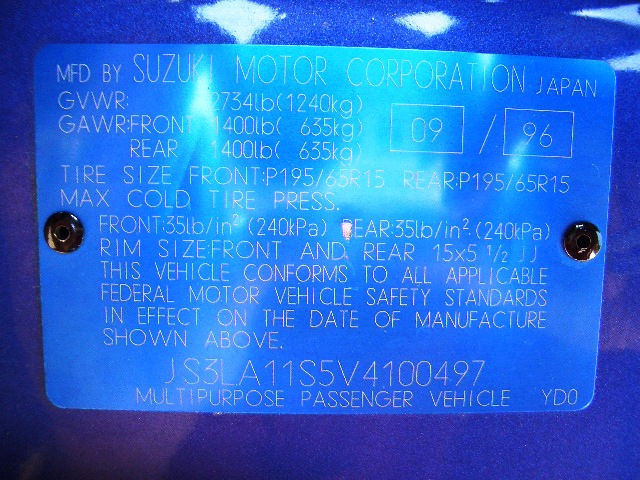 MFD BY SUZUKI MOTOR CORPORATION JAPAN
GVWR: 2734lb(1240kg)
GAWR:FRONT 1400lb( 635kg) 09 / 96
REAR 1400lb( 635kg)
TIRE SIZE FRONT:P195/65R15 REAR:P195/65R15
MAX COLD TIRE PRESS.
FRONT:35lb/in² (240kPa) REAR:35lb/in². (240kPa)
RIM SIZE:FRONT AND REAR 15x5 1/2 JJ
THIS VEHICLE CONFORMS TO ALL APPLICABLE
FEDERAL MOTOR VEHICLE SAFETY STANDARDS
IN EFFECT ON THE DATE OF MANUFACTURE
SHOWN ABOVE.
JS3LA11S5V4100497
MULTIPURPOSE PASSENGER VEHICLE YD0